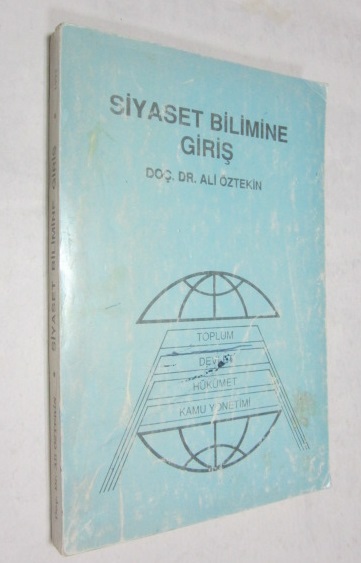 SİYASET BİLİMİNE
GİRİŞ
DOÇ. DR. ALİ ÖZTEKİN
TOPLUM
DEVLET
HÜKÜMET
KAMU YÖNETİMİ
SİYASET BİLİMİNE GİRİŞ